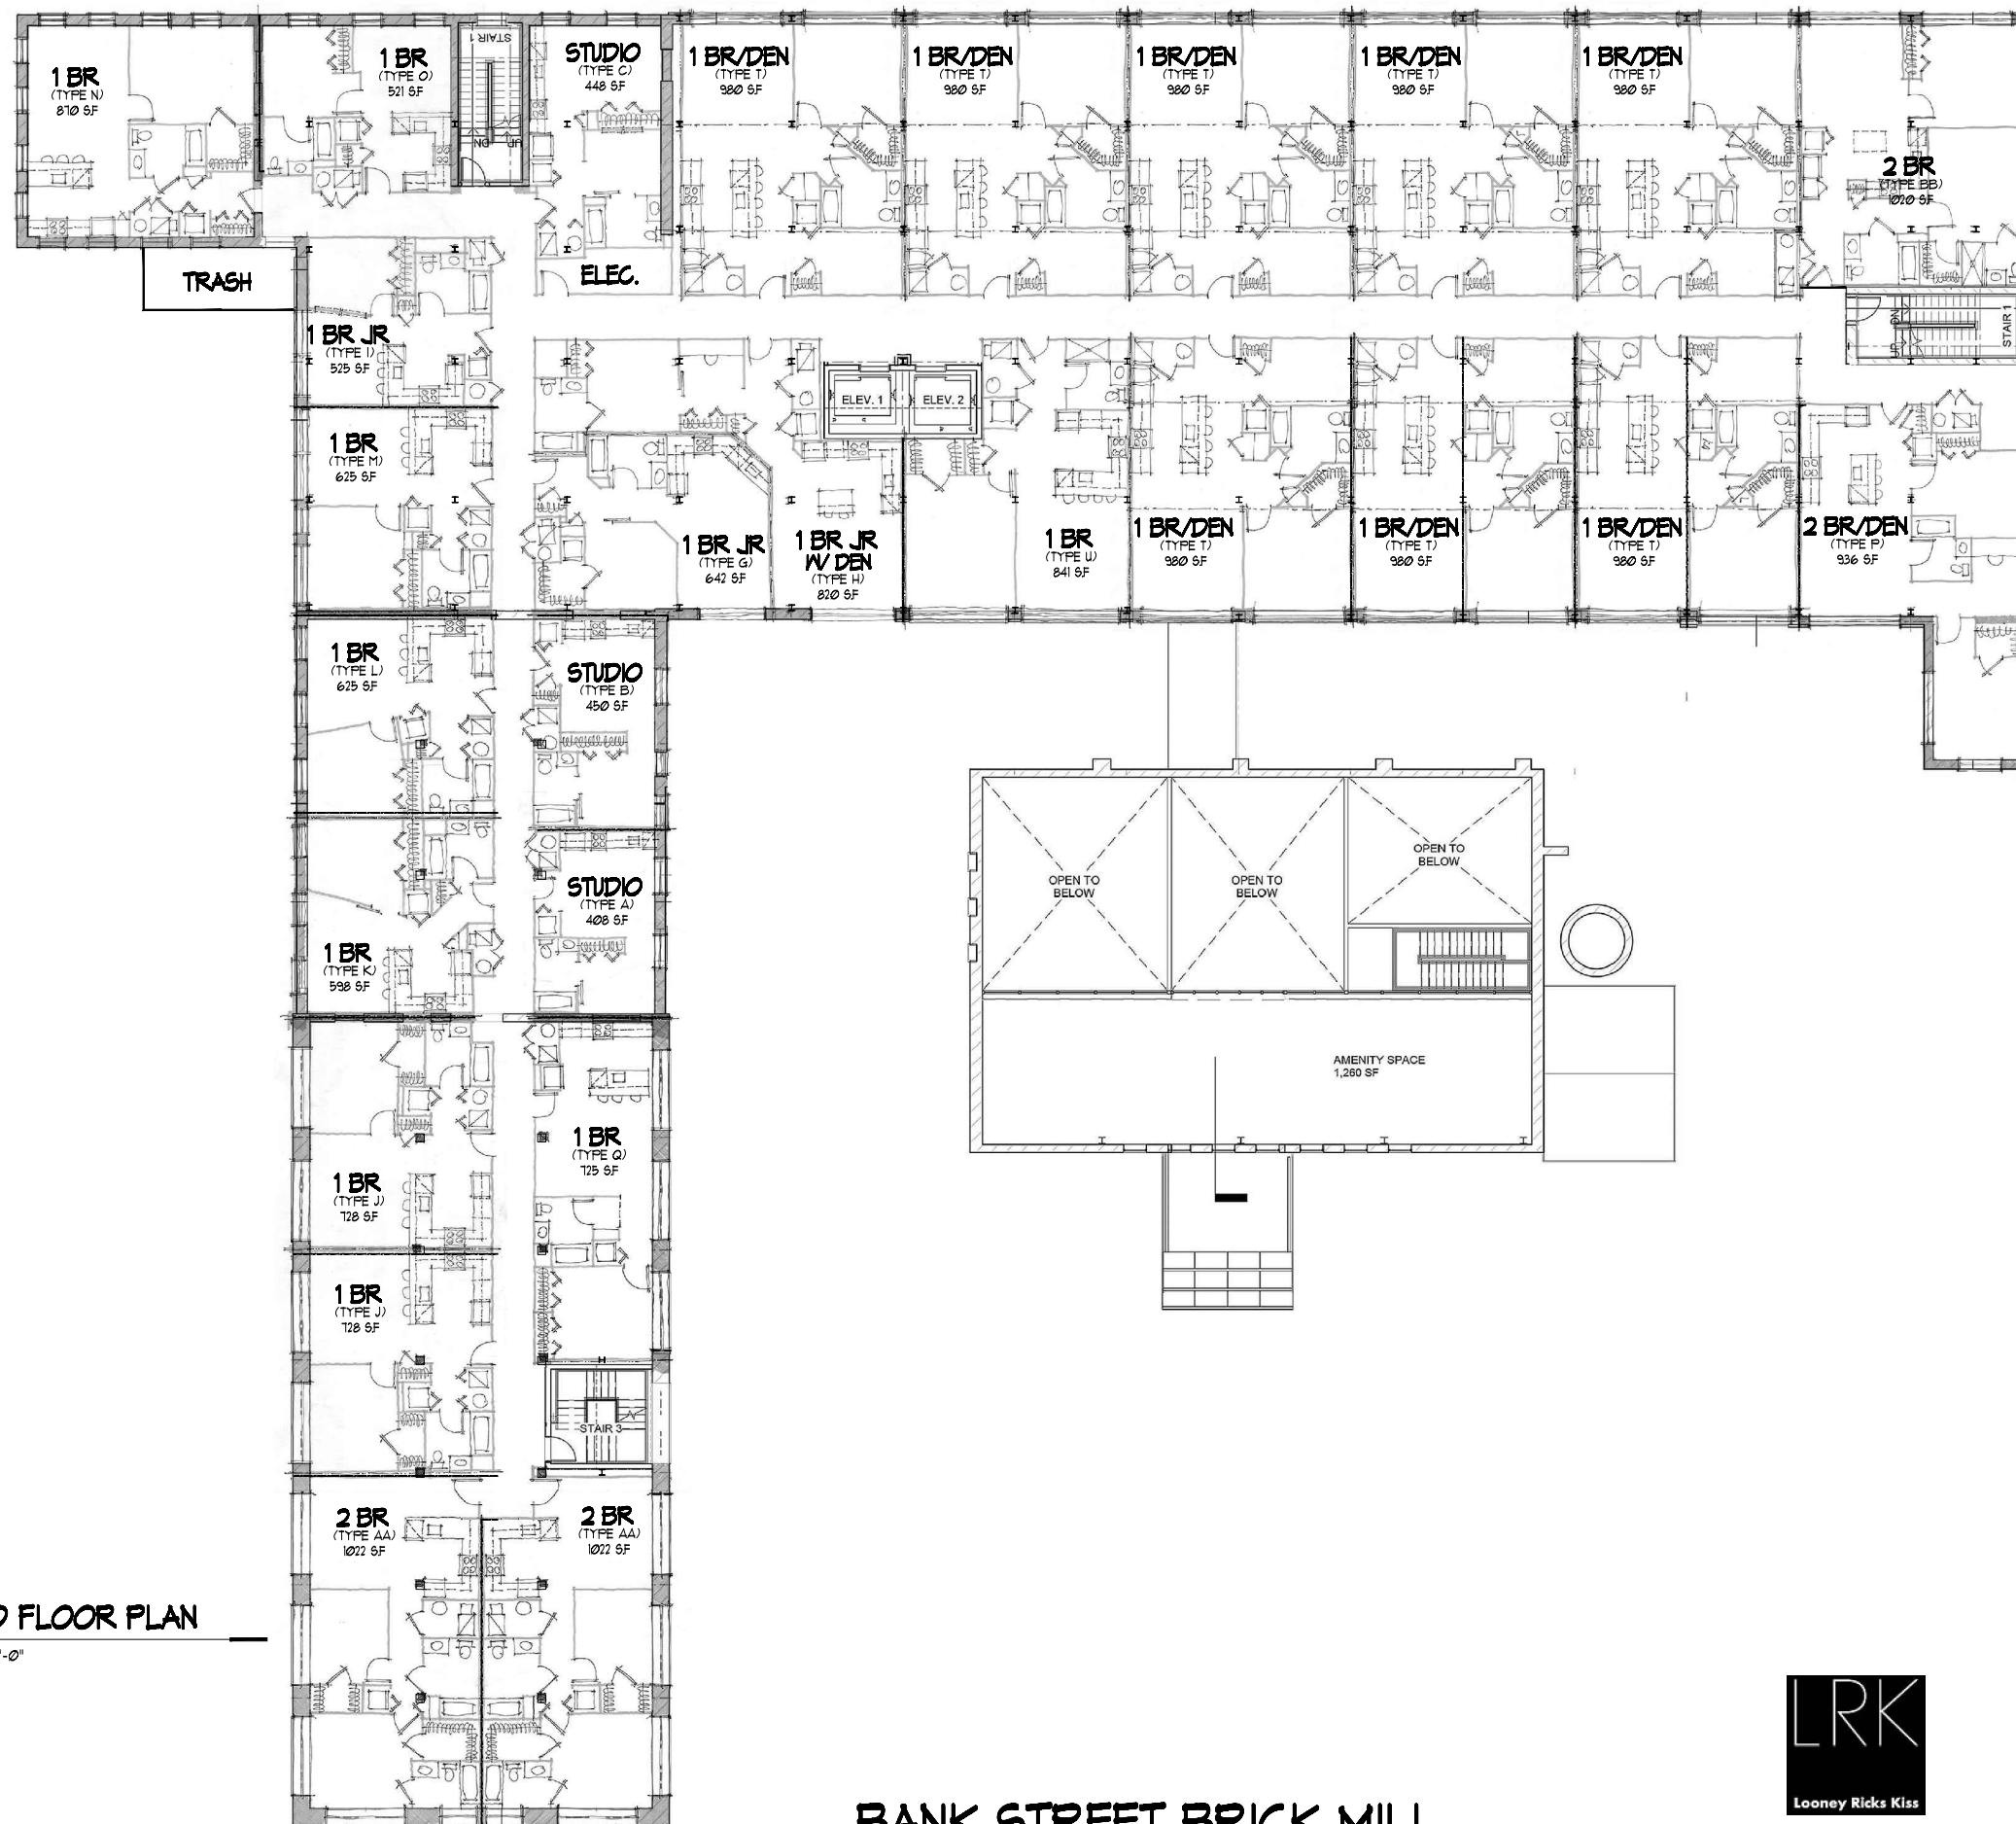 1 BR
(TYPE N)
870 SF
1 BR
(TYPE O)
521 SF
STAIR 1
DN
UP
STUDIO
(TYPE C)
448 SF
1 BR/DEN
(TYPE T)
980 SF
1 BR/DEN
(TYPE T)
980 SF
1 BR/DEN
(TYPE T)
980 SF
1 BR/DEN
(TYPE T)
980 SF
1 BR/DEN
(TYPE T)
980 SF
2 BR
(TYPE BB)
1020 SF
TRASH
ELEC.
UP
DN
STAIR 1
1 BR JR
(TYPE I)
525 SF
ELEV. 1
ELEV. 2
1 BR
(TYPE M)
625 SF
1 BR JR
(TYPE G)
642 SF
1 BR JR
W/ DEN
(TYPE H)
820 SF
1 BR
(TYPE U)
841 SF
1 BR/DEN
(TYPE T)
980 SF
1 BR/DEN
(TYPE T)
980 SF
1 BR/DEN
(TYPE T)
980 SF
2 BR/DEN
(TYPE P)
936 SF
1 BR
(TYPE L)
625 SF
STUDIO
(TYPE B)
450 SF
STUDIO
(TYPE A)
408 SF
1 BR
(TYPE K)
598 SF
OPEN TO
BELOW
OPEN TO
BELOW
OPEN TO
BELOW
AMENITY SPACE
1,260 SF
1 BR
(TYPE Q)
725 SF
1 BR
(TYPE J)
728 SF
1 BR
(TYPE J)
728 SF
STAIR 3
2 BR
(TYPE AA)
1022 SF
2 BR
(TYPE AA)
1022 SF
FLOOR PLAN
'-0"
LRK
Looney Ricks Kiss
BANK STREET BRICK MILL